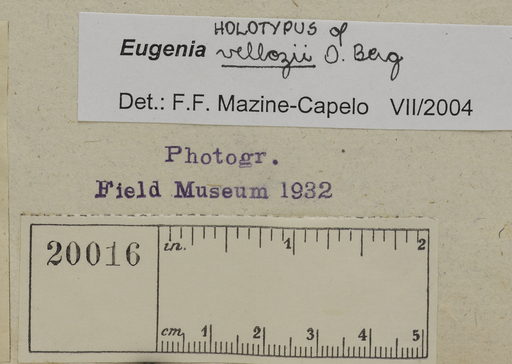 HOLOTYPUS of
Eugenia vellozii O. Berg
Det.: F.F. Mazine-Capelo VII/2004
Photogr.
Field Museum 1932
20016
in. 1 2
cm 1 2 3 4 5